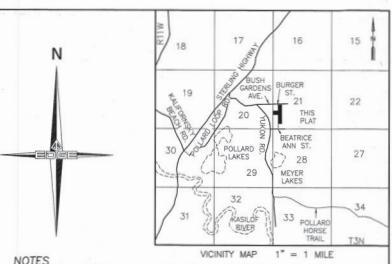 N
EDGE
NOTES
R11W
18
17
16
15
STERLING HIGHWAY
BUSH GARDENS AVE.
BURGER ST.
19
KALIFORNSKY BEACH RD.
POLLARD LOOP RD.
20
21
22
THIS PLAT
YUKON RD
BEATRICE ANN ST.
30
POLLARD LAKES
29
28
MEYER LAKES
27
31
32
KASILOF RIVER
33
34
POLLARD HORSE TRAIL
T3N
VICINITY MAP 1" = 1 MILE